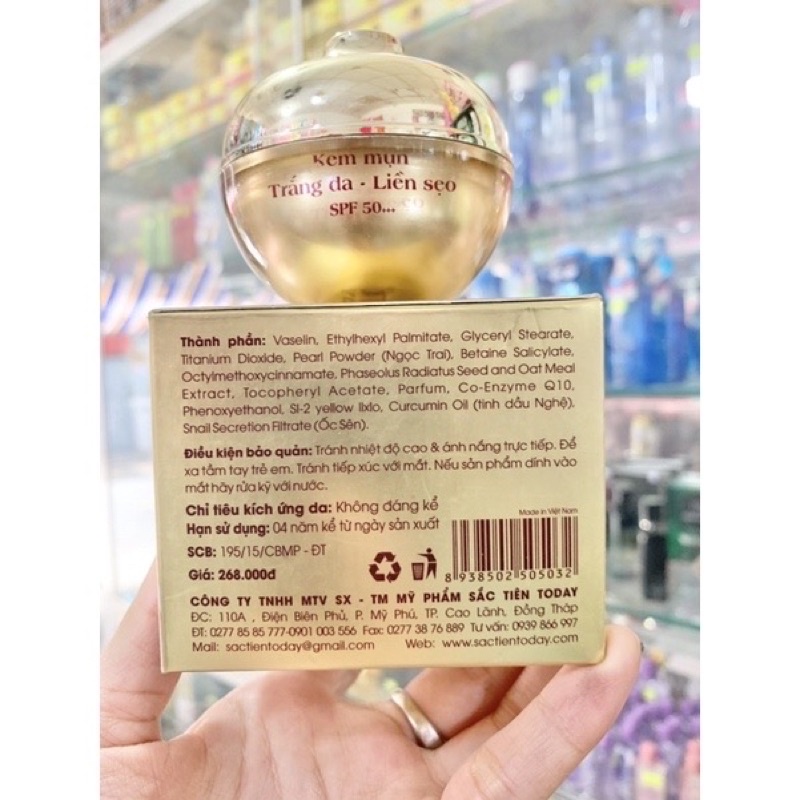 Kem mụn
Trắng da - Liền sẹo
SPF 50...
Thành phần: Vaselin, Ethylhexyl Palmitate, Glyceryl Stearate,
Titanium Dioxide, Pearl Powder (Ngọc Trai), Betaine Salicylate,
Octylmethoxycinnamate, Phaseolus Radiatus Seed and Oat Meal
Extract, Tocopheryl Acetate, Parfum, Co-Enzyme Q10,
Phenoxyethanol, SI-2 yellow llxlo, Curcumin Oil (tinh dầu Nghệ),
Snail Secretion Filtrate (Ốc Sên).
Điều kiện bảo quản: Tránh nhiệt độ cao & ánh nắng trực tiếp. Để
xa tầm tay trẻ em. Tránh tiếp xúc với mắt. Nếu sản phẩm dính vào
mắt hãy rửa kỹ với nước.
Chỉ tiêu kích ứng da: Không đáng kể
Hạn sử dụng: 04 năm kể từ ngày sản xuất
SCB: 195/15/CBMP - ĐT
Giá: 268.000đ
Made in Việt Nam
8 938502 505032
CÔNG TY TNHH MTV SX - TM MỸ PHẨM SẮC TIÊN TODAY
ĐC: 110A , Điện Biên Phủ, P. Mỹ Phú, TP. Cao Lãnh, Đồng Tháp
ĐT: 0277 85 85 777-0901 003 556 Fax: 0277 38 76 889 Tư vấn: 0939 866 997
Mail: sactientoday@gmail.com Web: www.sactientoday.com